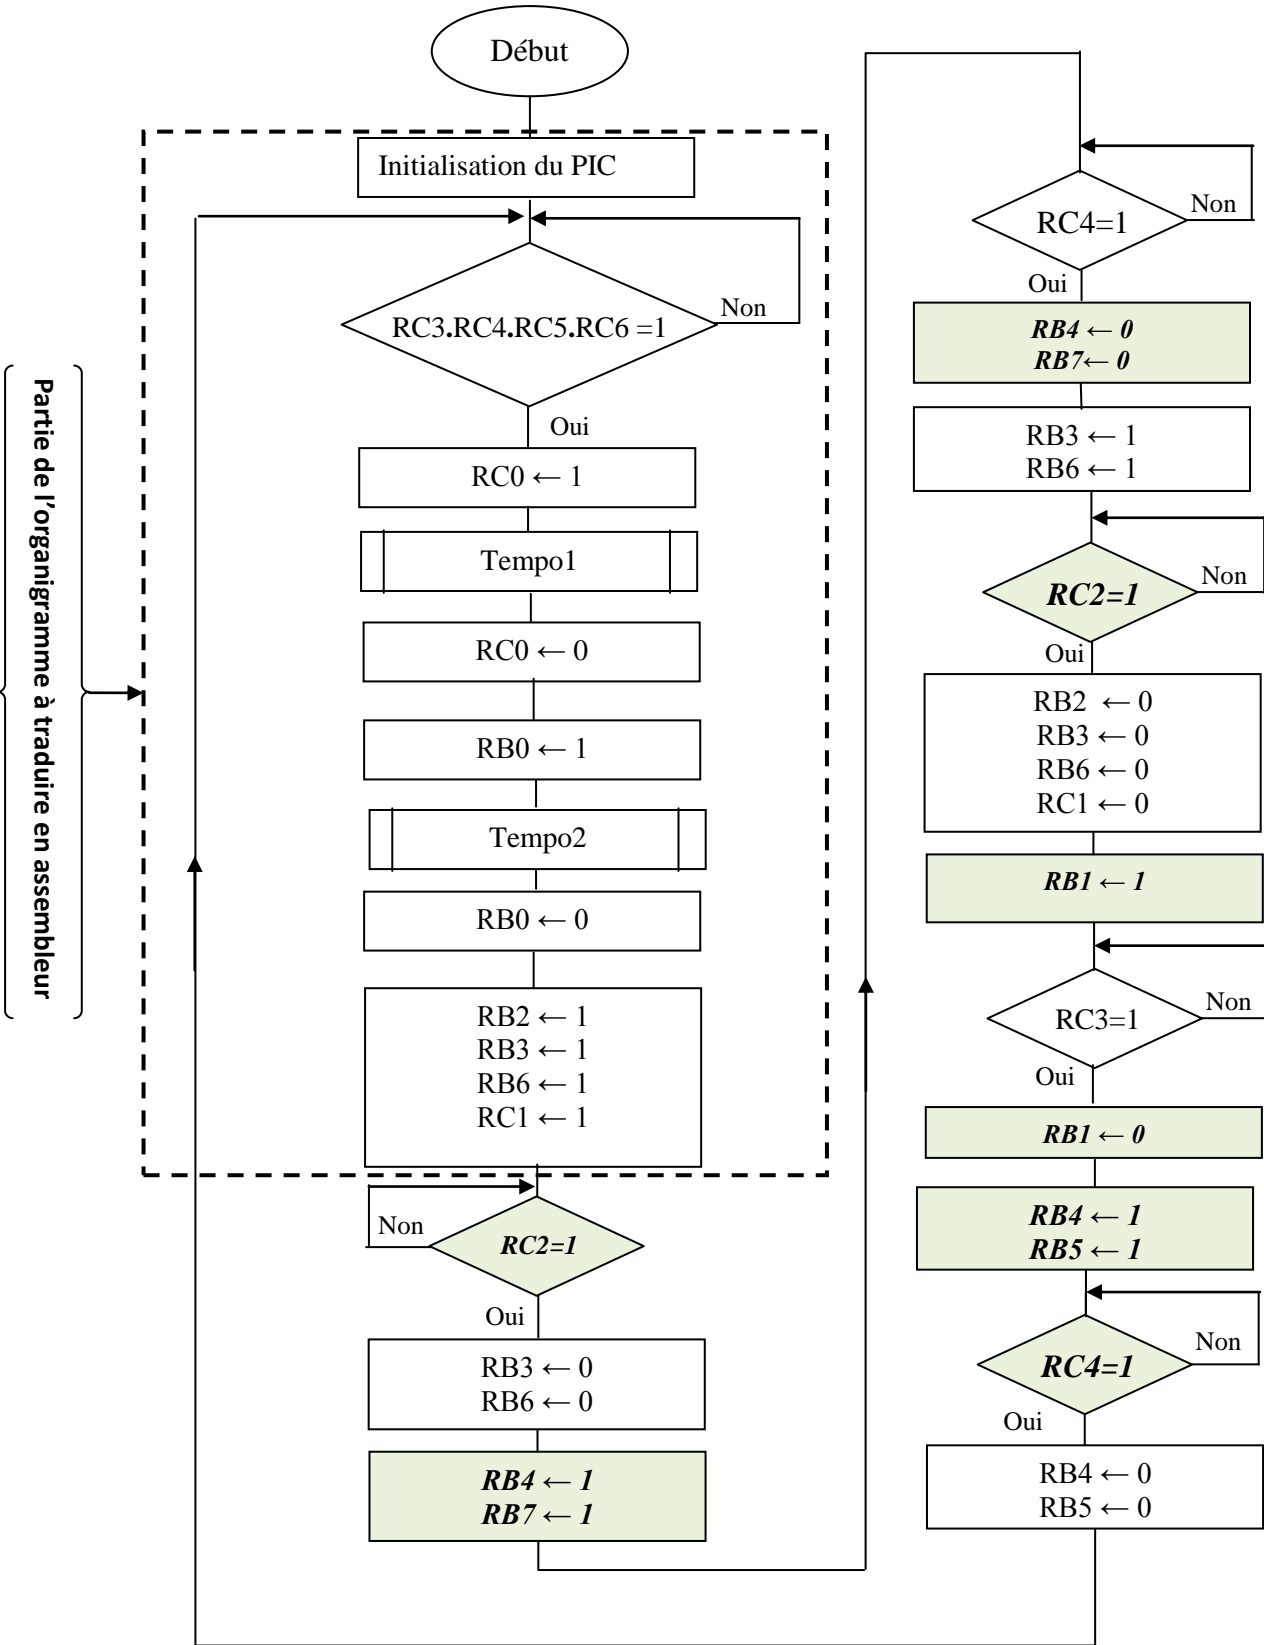 Début
Initialisation du PIC
RC3.RC4.RC5.RC6 =1
Non
Oui
RC0 ← 1
Tempo1
RC0 ← 0
RB0 ← 1
Tempo2
RB0 ← 0
RB2 ← 1
RB3 ← 1
RB6 ← 1
RC1 ← 1
Non
RC2=1
Oui
RB3 ← 0
RB6 ← 0
RB4 ← 1
RB7 ← 1
Partie de l'organigramme à traduire en assembleur
RC4=1
Non
Oui
RB4 ← 0
RB7← 0
RB3 ← 1
RB6 ← 1
RC2=1
Non
Oui
RB2 ← 0
RB3 ← 0
RB6 ← 0
RC1 ← 0
RB1 ← 1
RC3=1
Non
Oui
RB1 ← 0
RB4 ← 1
RB5 ← 1
RC4=1
Non
Oui
RB4 ← 0
RB5 ← 0